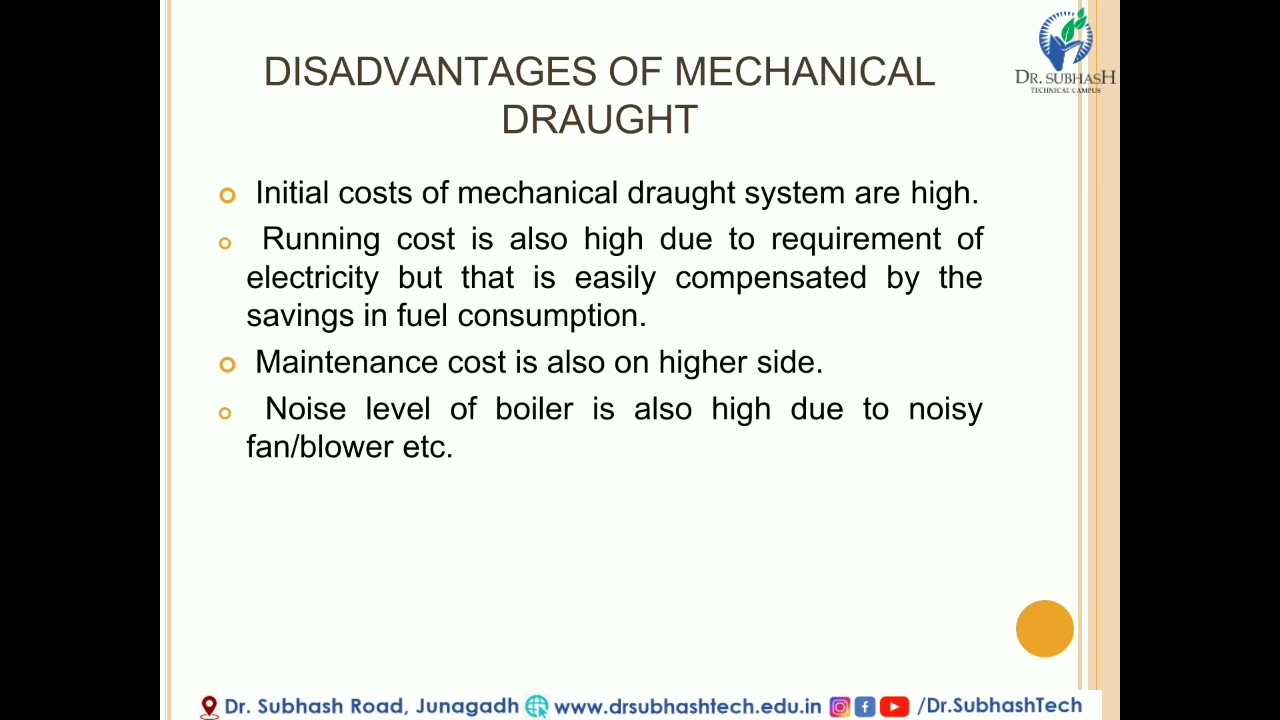 DR. SUBHASH
TECHNICAL CAMPUS
DISADVANTAGES OF MECHANICAL
DRAUGHT
Initial costs of mechanical draught system are high.
Running cost is also high due to requirement of
electricity but that is easily compensated by the
savings in fuel consumption.
Maintenance cost is also on higher side.
Noise level of boiler is also high due to noisy
fan/blower etc.
Dr. Subhash Road, Junagadh www.drsubhashtech.edu.in /Dr.SubhashTech